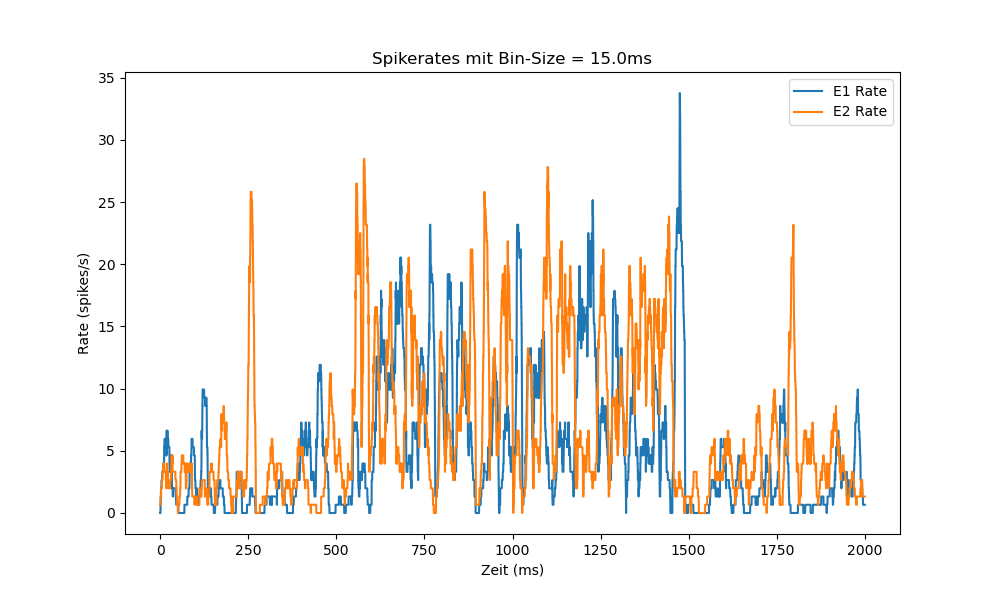 Spikerates mit Bin-Size = 15.0ms
E1 Rate
E2 Rate
Rate (spikes/s)
35
30
25
20
15
10
5
0
0 250 500 750 1000 1250 1500 1750 2000
Zeit (ms)